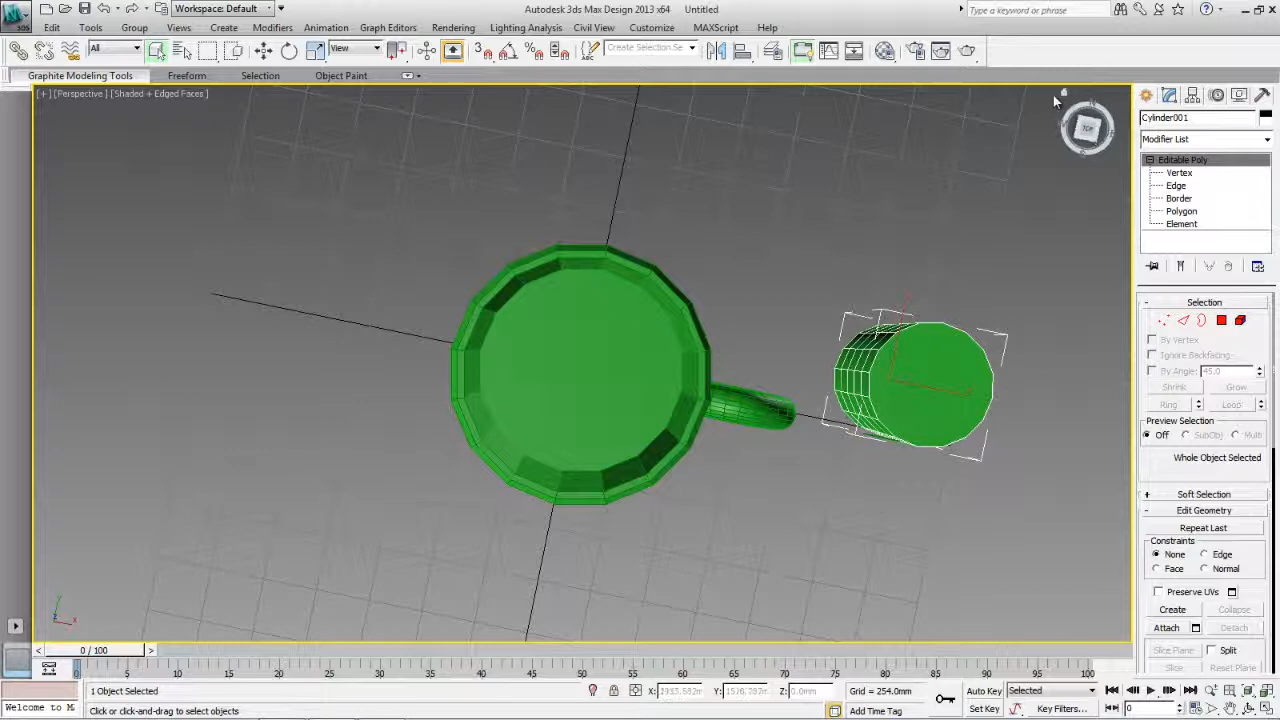 Workspace: Default
Autodesk 3ds Max Design 2013 x64 Untitled
Type a keyword or phrase
3DS
Edit Tools Group Views Create Modifiers Animation Graph Editors Rendering Lighting Analysis Civil View Customize MAXScript Help
All View Create Selection Se
Graphite Modeling Tools Freeform Selection Object Paint
[ + ] [Perspective ] [Shaded + Edged Faces ]
TOP
Cylinder001
Modifier List
Editable Poly
Vertex
Edge
Border
Polygon
Element
Selection
By Vertex
Ignore Backfacing
By Angle: 45.0
Shrink Grow
Ring Loop
Preview Selection
Off SubObj Multi
Whole Object Selected
Soft Selection
Edit Geometry
Repeat Last
Constraints
None Edge
Face Normal
Preserve UVs
Create Collapse
Attach Detach
Slice Plane Split
Slice Reset Plane
0 / 100
0 5 10 15 20 25 30 35 40 45 50 55 60 65 70 75 80 85 90 95 100
1 Object Selected X: Y: Z: 0.0mm Grid = 254.0mm Auto Key Selected
Welcome to M Click or click-and-drag to select objects Add Time Tag Set Key Key Filters... 0